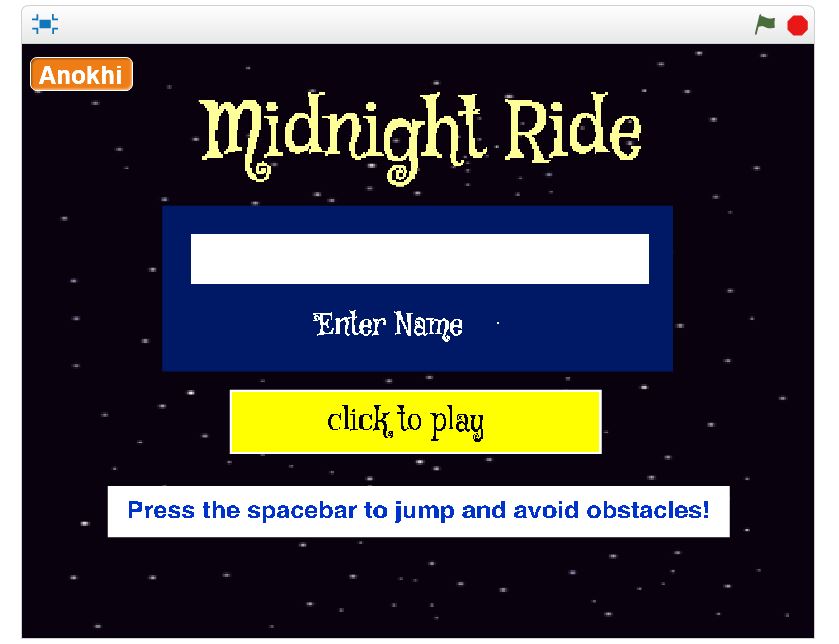 Anokhi
Midnight Ride
Enter Name
click to play
Press the spacebar to jump and avoid obstacles!